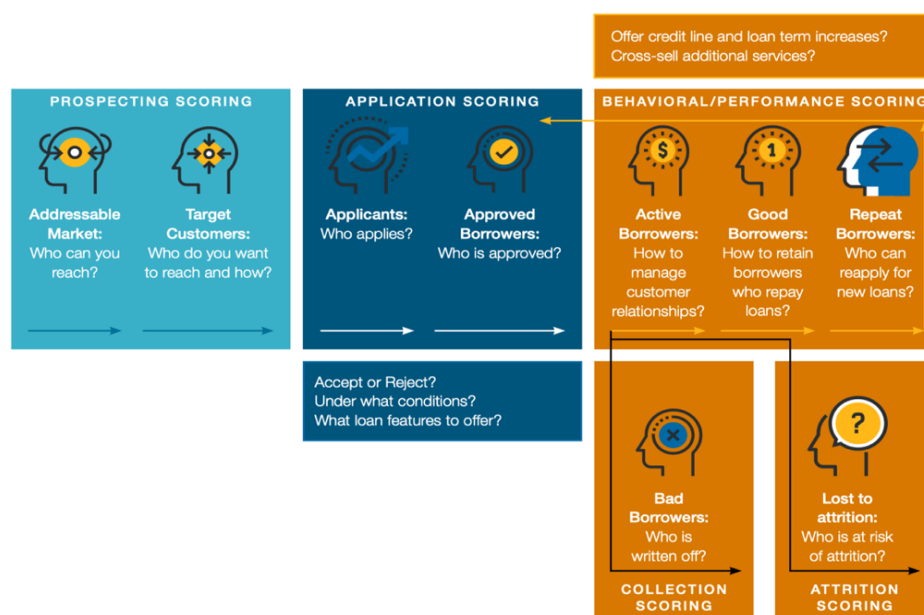 Offer credit line and loan term increases?
Cross-sell additional services?
PROSPECTING SCORING
Addressable
Market:
Who can you
reach?
Target
Customers:
Who do you want
to reach and how?
APPLICATION SCORING
Applicants:
Who applies?
Approved
Borrowers:
Who is approved?
Accept or Reject?
Under what conditions?
What loan features to offer?
BEHAVIORAL/PERFORMANCE SCORING
$
Active
Borrowers:
How to
manage
customer
relationships?
1
Good
Borrowers:
How to retain
borrowers
who repay
loans?
Repeat
Borrowers:
Who can
reapply for
new loans?
Bad
Borrowers:
Who is
written off?
COLLECTION
SCORING
?
Lost to
attrition:
Who is at risk
of attrition?
ATTRITION
SCORING